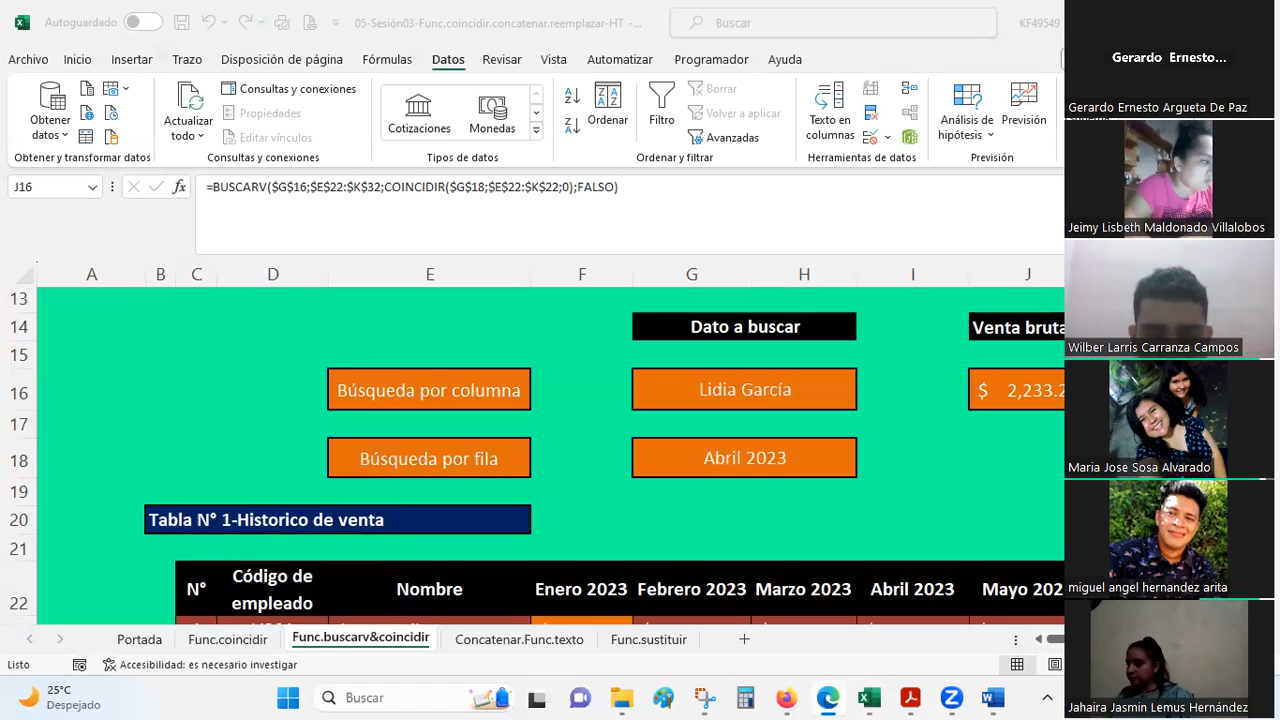 Autoguardado
05-Sesión03-Func.coincidir.concatenar.reemplazar-HT -...
Buscar
KF49549
Archivo Inicio Insertar Trazo Disposición de página Fórmulas Datos Revisar Vista Automatizar Programador Ayuda
Obtener datos
Actualizar todo
Consultas y conexiones
Propiedades
Editar vínculos
Cotizaciones
Monedas
Ordenar
Filtro
Borrar
Volver a aplicar
Avanzadas
Texto en columnas
Análisis de hipótesis
Previsión
Obtener y transformar datos
Consultas y conexiones
Tipos de datos
Ordenar y filtrar
Herramientas de datos
Previsión
J16
fx
=BUSCARV($G$16;$E$22:$K$32;COINCIDIR($G$18;$E$22:$K$22;0);FALSO)
A B C D E F G H I J
13
14
Dato a buscar
Venta bruta
15
16
Búsqueda por columna
Lidia García
$ 2,233.2
17
18
Búsqueda por fila
Abril 2023
19
20
Tabla N° 1-Historico de venta
21
22
N°
Código de empleado
Nombre
Enero 2023
Febrero 2023
Marzo 2023
Abril 2023
Mayo 202
Portada
Func.coincidir
Func.buscarv&coincidir
Concatenar.Func.texto
Func.sustituir
Listo
Accesibilidad: es necesario investigar
25°C
Despejado
Buscar
Gerardo Ernesto...
Gerardo Ernesto Argueta De Paz
Jeimy Lisbeth Maldonado Villalobos
Wilber Larris Carranza Campos
Maria Jose Sosa Alvarado
miguel angel hernandez arita
Jahaira Jasmin Lemus Hernández